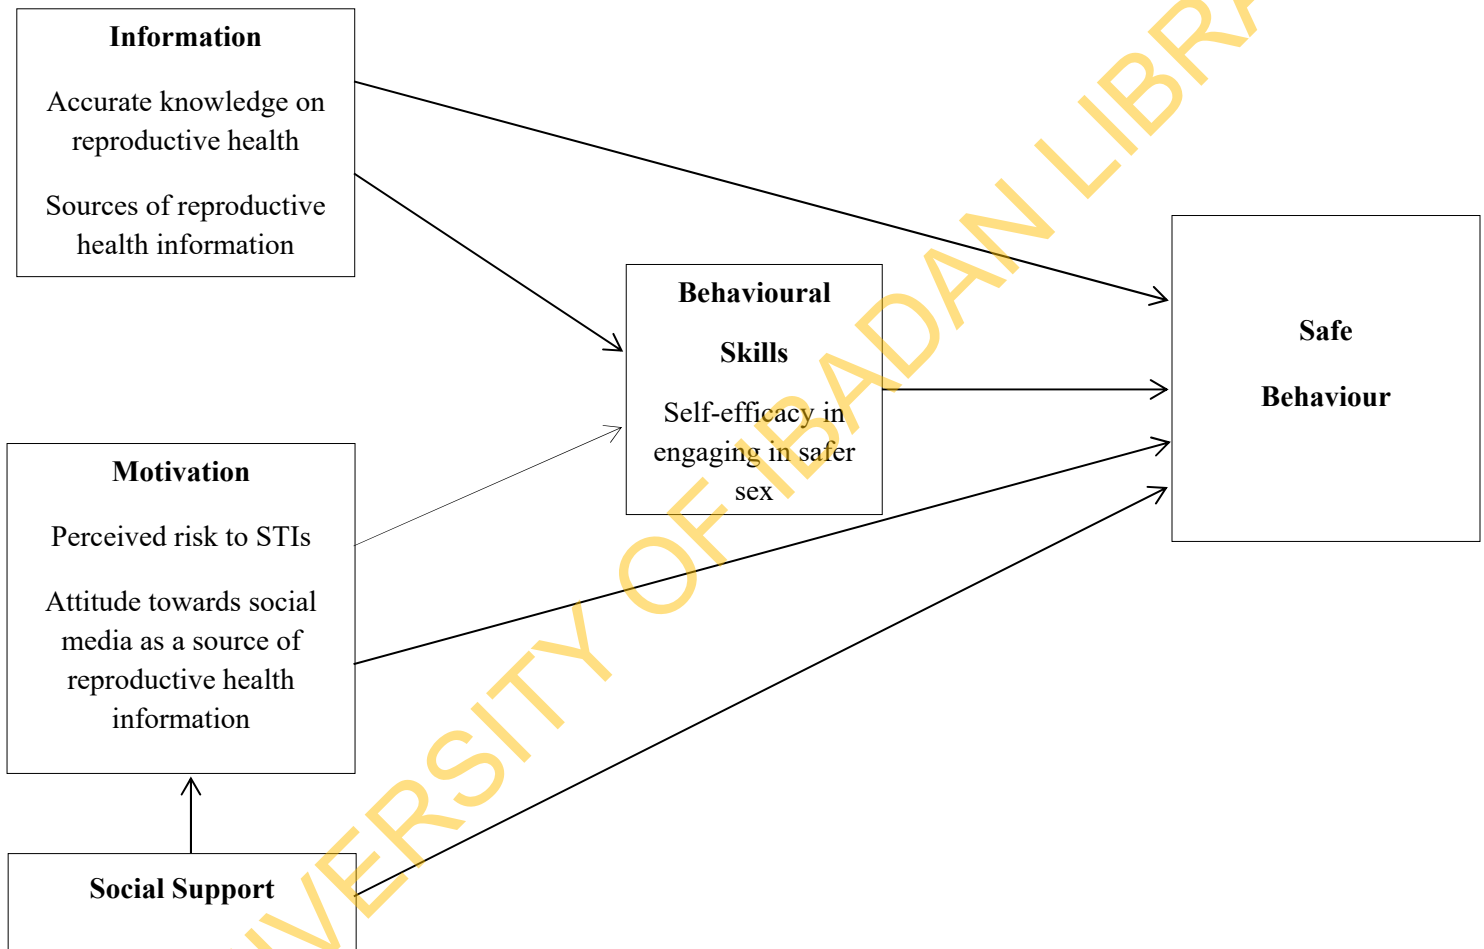 Information
Accurate knowledge on
reproductive health
Sources of reproductive
health information
Behavioural
Skills
Self-efficacy in
engaging in safer
sex
Safe
Behaviour
Motivation
Perceived risk to STIs
Attitude towards social
media as a source of
reproductive health
information
Social Support
UNIVERSITY OF IBADAN LIBRA